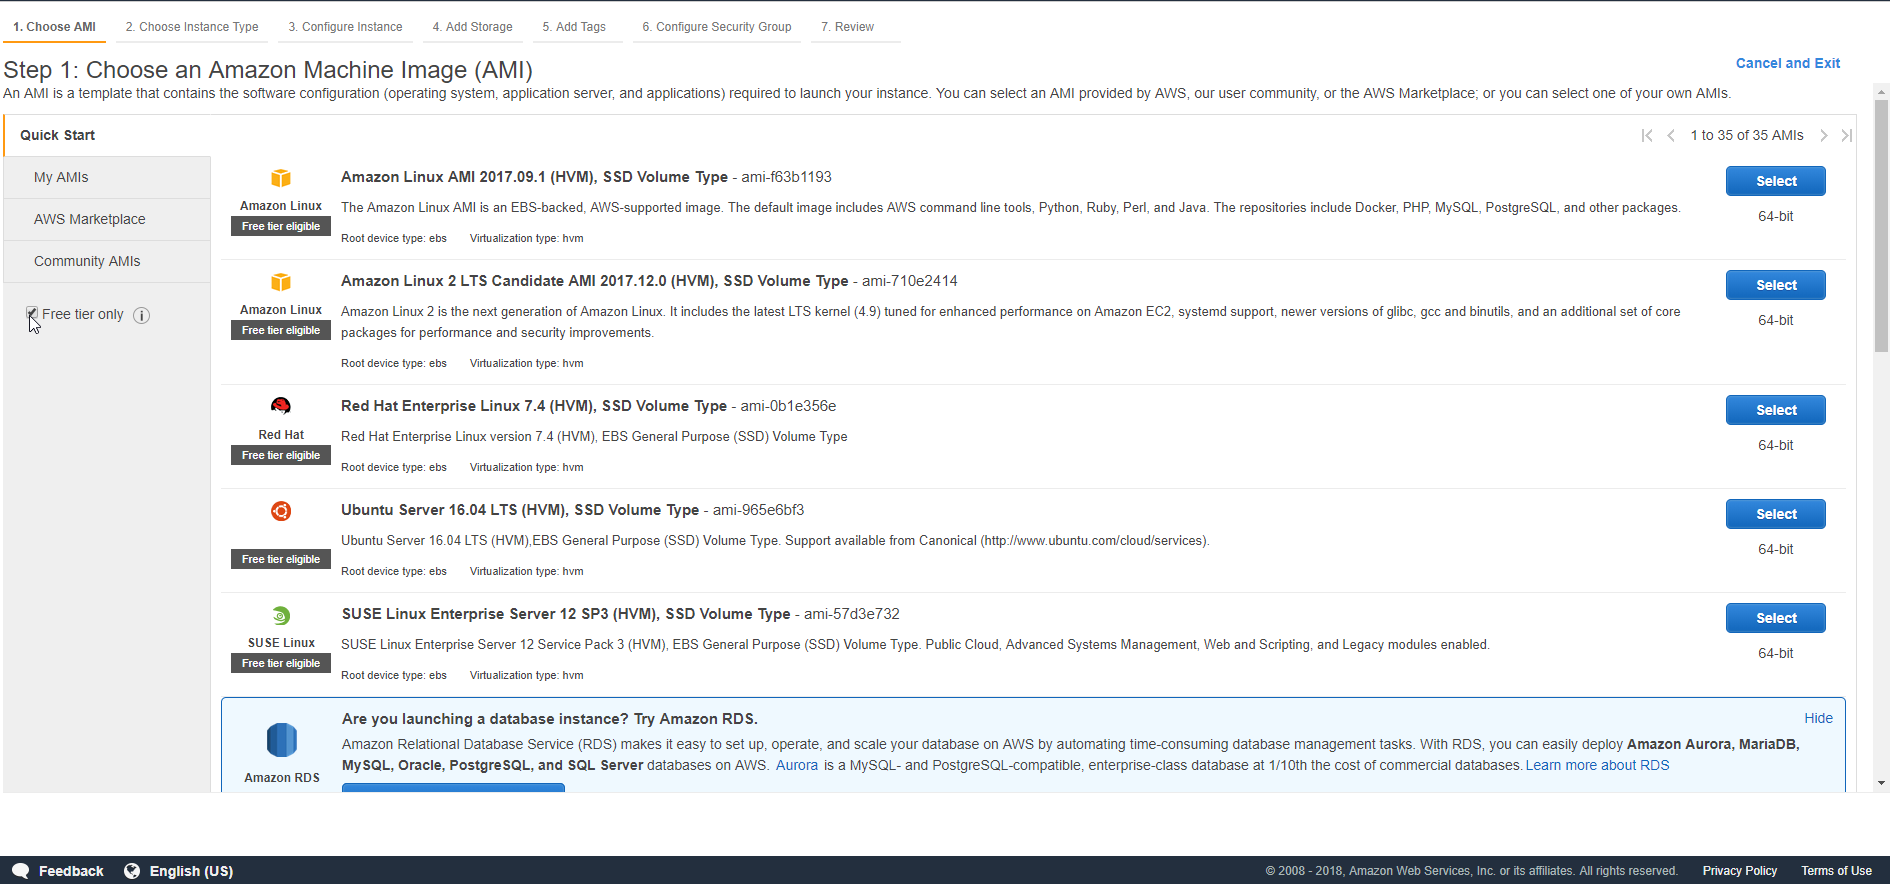 1. Choose AMI 2. Choose Instance Type 3. Configure Instance 4. Add Storage 5. Add Tags 6. Configure Security Group 7. Review
Step 1: Choose an Amazon Machine Image (AMI)
Cancel and Exit
An AMI is a template that contains the software configuration (operating system, application server, and applications) required to launch your instance. You can select an AMI provided by AWS, our user community, or the AWS Marketplace; or you can select one of your own AMIs.
Quick Start
1 to 35 of 35 AMIs
My AMIs
AWS Marketplace
Community AMIs
Free tier only
Amazon Linux
Free tier eligible
Amazon Linux AMI 2017.09.1 (HVM), SSD Volume Type - ami-f63b1193
The Amazon Linux AMI is an EBS-backed, AWS-supported image. The default image includes AWS command line tools, Python, Ruby, Perl, and Java. The repositories include Docker, PHP, MySQL, PostgreSQL, and other packages.
Root device type: ebs Virtualization type: hvm
Select
64-bit
Amazon Linux
Free tier eligible
Amazon Linux 2 LTS Candidate AMI 2017.12.0 (HVM), SSD Volume Type - ami-710e2414
Amazon Linux 2 is the next generation of Amazon Linux. It includes the latest LTS kernel (4.9) tuned for enhanced performance on Amazon EC2, systemd support, newer versions of glibc, gcc and binutils, and an additional set of core
packages for performance and security improvements.
Root device type: ebs Virtualization type: hvm
Select
64-bit
Red Hat
Free tier eligible
Red Hat Enterprise Linux 7.4 (HVM), SSD Volume Type - ami-0b1e356e
Red Hat Enterprise Linux version 7.4 (HVM), EBS General Purpose (SSD) Volume Type
Root device type: ebs Virtualization type: hvm
Select
64-bit
Free tier eligible
Ubuntu Server 16.04 LTS (HVM), SSD Volume Type - ami-965e6bf3
Ubuntu Server 16.04 LTS (HVM),EBS General Purpose (SSD) Volume Type. Support available from Canonical (http://www.ubuntu.com/cloud/services).
Root device type: ebs Virtualization type: hvm
Select
64-bit
SUSE Linux
Free tier eligible
SUSE Linux Enterprise Server 12 SP3 (HVM), SSD Volume Type - ami-57d3e732
SUSE Linux Enterprise Server 12 Service Pack 3 (HVM), EBS General Purpose (SSD) Volume Type. Public Cloud, Advanced Systems Management, Web and Scripting, and Legacy modules enabled.
Root device type: ebs Virtualization type: hvm
Select
64-bit
Amazon RDS
Are you launching a database instance? Try Amazon RDS.
Hide
Amazon Relational Database Service (RDS) makes it easy to set up, operate, and scale your database on AWS by automating time-consuming database management tasks. With RDS, you can easily deploy Amazon Aurora, MariaDB,
MySQL, Oracle, PostgreSQL, and SQL Server databases on AWS. Aurora is a MySQL- and PostgreSQL-compatible, enterprise-class database at 1/10th the cost of commercial databases. Learn more about RDS
Feedback English (US) © 2008 - 2018, Amazon Web Services, Inc. or its affiliates. All rights reserved. Privacy Policy Terms of Use